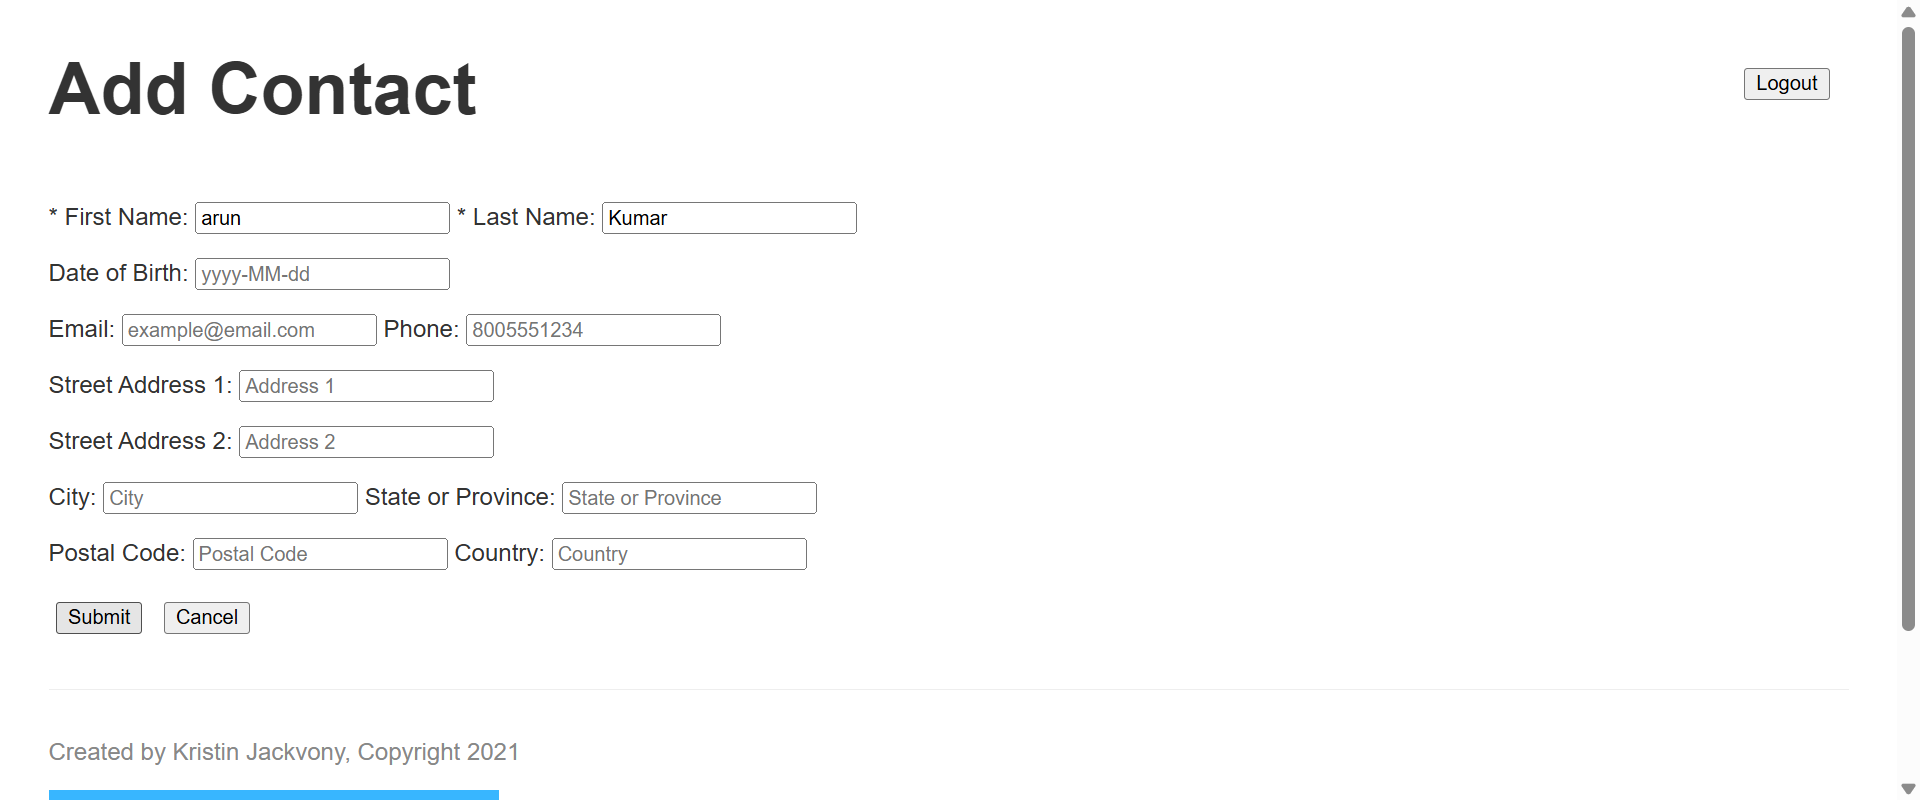 Add Contact
Logout
* First Name: arun * Last Name: Kumar
Date of Birth: yyyy-MM-dd
Email: example@email.com Phone: 8005551234
Street Address 1: Address 1
Street Address 2: Address 2
City: City State or Province: State or Province
Postal Code: Postal Code Country: Country
Submit Cancel
Created by Kristin Jackvony, Copyright 2021